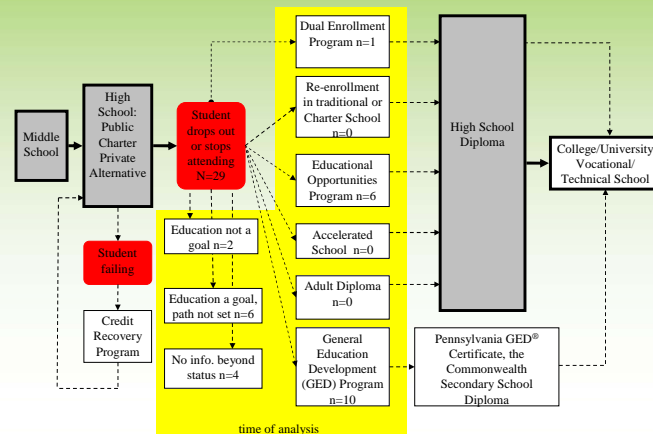 Middle
School
High
School:
Public
Charter
Private
Alternative
Student
drops out
or stops
attending
N=29
Student
failing
Credit
Recovery
Program
Education not a
goal n=2
Education a goal,
path not set n=6
No info. beyond
status n=4
Dual Enrollment
Program n=1
Re-enrollment
in traditional or
Charter School
n=0
Educational
Opportunities
Program n=6
Accelerated
School n=0
Adult Diploma
n=0
General
Education
Development
(GED) Program
n=10
time of analysis
High School
Diploma
Pennsylvania GED®
Certificate, the
Commonwealth
Secondary School
Diploma
College/University
Vocational/
Technical School